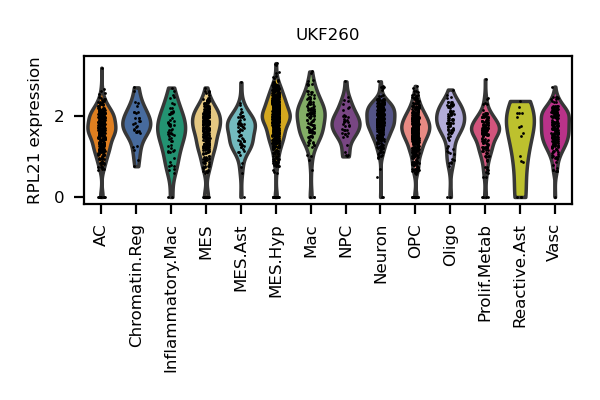 UKF260
RPL21 expression
2
0
AC
Chromatin.Reg
Inflammatory.Mac
MES
MES.Ast
MES.Hyp
Mac
NPC
Neuron
OPC
Oligo
Prolif.Metab
Reactive.Ast
Vasc